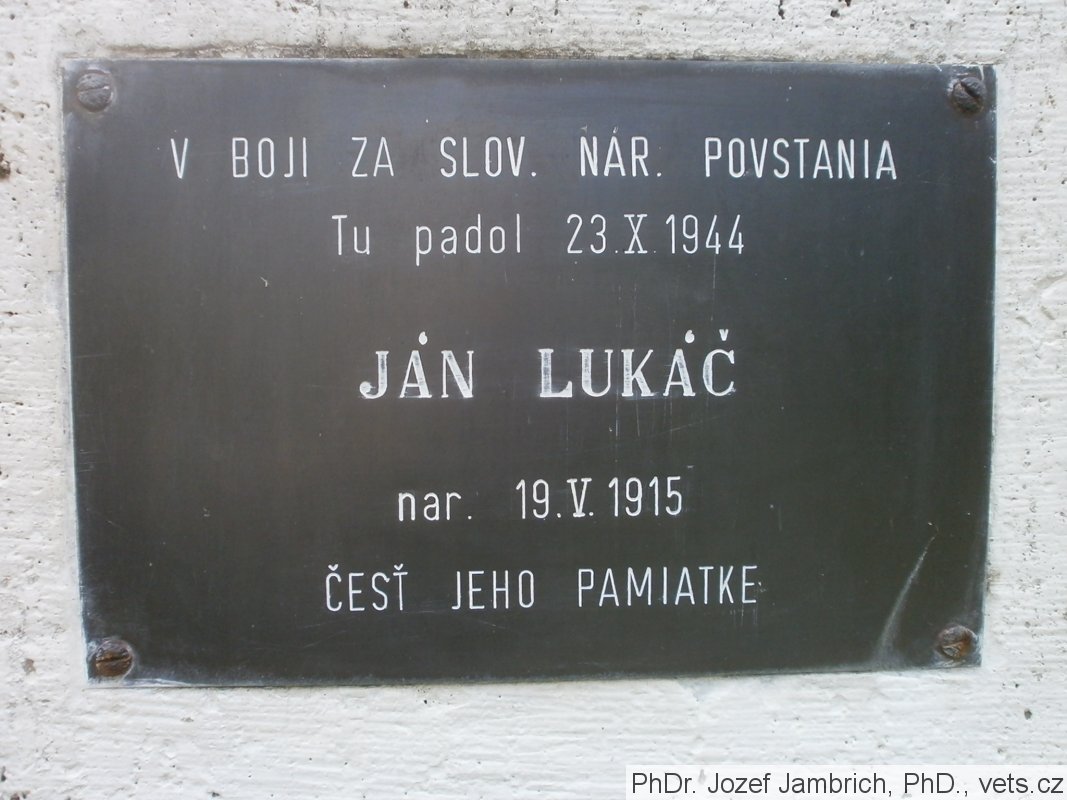 V BOJI ZA SLOV. NÁR. POVSTANIA
Tu padol 23.X.1944
JÁN LUKÁČ
nar. 19.V.1915
ČESŤ JEHO PAMIATKE
PhDr. Jozef Jambrich, PhD., vets.cz